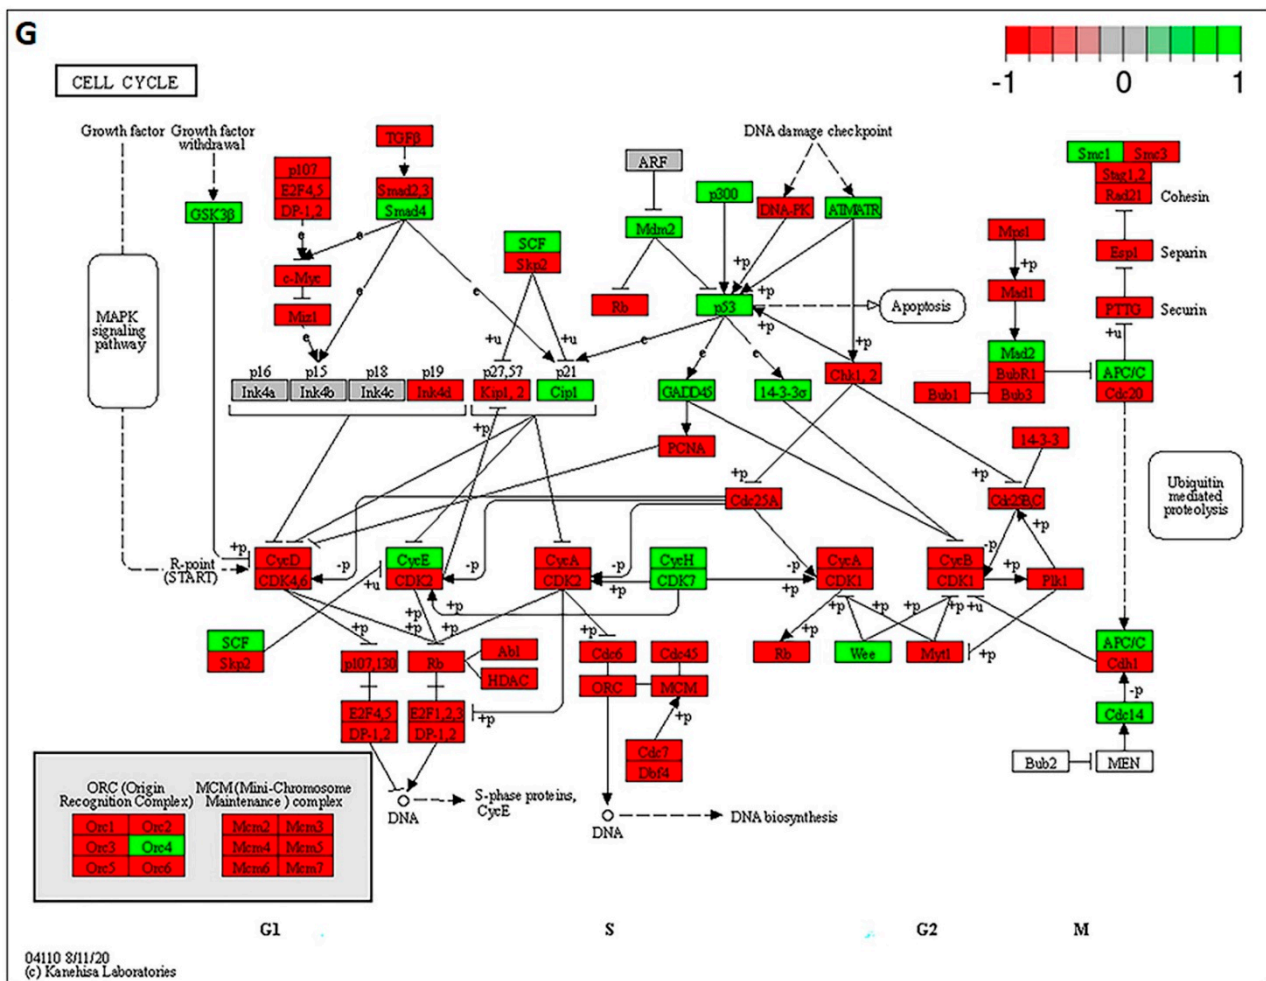 G
-1
0
1
CELL CYCLE
Growth factor
Growth factor
withdrawal
TGFβ
DNA damage checkpoint
p107
E2F4,5
DP-1,2
Smad2,3
Smad4
ARF
p300
DNA-PK
ATM/ATR
Smc1
Smc3
Stag1,2
Rad21
Cohesin
GSK3β
Mdm2
SCF
Skp2
Mps1
Esp1
Separin
e
e
c-Myc
Miz1
e
e
e
+u
+u
Rb
p53
+p
+p
+p
+p
Apoptosis
+p
Mad1
PTTG
Securin
+u
MAPK
signaling
pathway
e
e
e
Mad2
BubR1
Bub3
Bub1
APC/C
Cdc20
p16
p15
p18
p19
p27,57
p21
Ink4a
Ink4b
Ink4c
Ink4d
Kip1,2
Cip1
GADD45
14-3-3σ
Chk1,2
+p
PCNA
14-3-3
+p
+p
Cdc25A
Cdc25B,C
Ubiquitin
mediated
proteolysis
R-point
(START)
+p
CycD
CDK4,6
-p
CycE
CDK2
-p
CycA
CDK2
-p
+p
CycH
CDK7
-p
+p
CycA
CDK1
CycB
CDK1
-p
+p
+p
Plk1
+u
+p
+p
+p
+p
+p
+p
+p
+p
+u
+p
SCF
Skp2
p107,130
Rb
Abl
HDAC
Cdc6
Cdc45
ORC
MCM
Rb
Wee
Myt1
APC/C
Cdh1
-p
Cdc14
E2F4,5
DP-1,2
E2F1,2,3
DP-1,2
+p
+p
Cdc7
Dbf4
Bub2
MEN
DNA
S-phase proteins,
CycE
DNA
DNA biosynthesis
ORC (Origin
Recognition Complex)
MCM (Mini-Chromosome
Maintenance ) complex
Orc1
Orc2
Mcm2
Mcm3
Orc3
Orc4
Mcm4
Mcm5
Orc5
Orc6
Mcm6
Mcm7
G1
S
G2
M
04110 8/11/20
(c) Kanehisa Laboratories